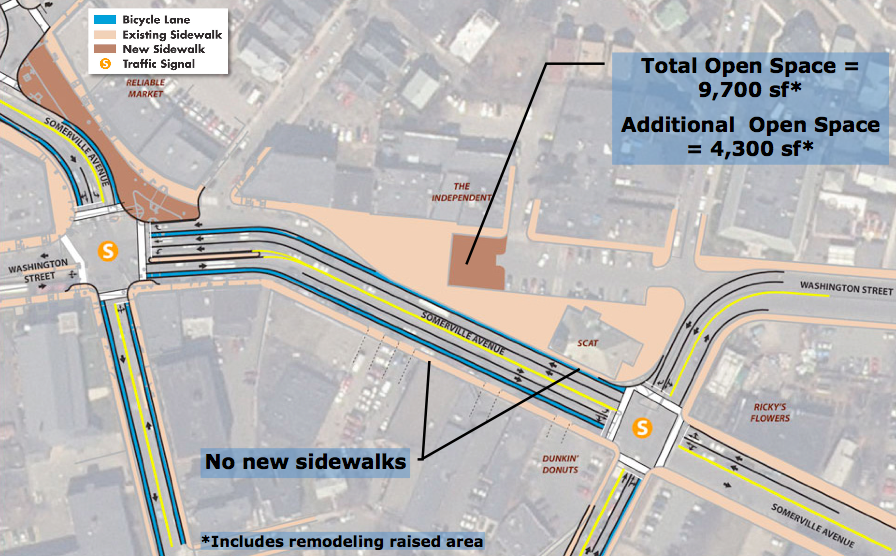 Bicycle Lane
Existing Sidewalk
New Sidewalk
S Traffic Signal
RELIABLE
MARKET
Total Open Space =
9,700 sf*
Additional Open Space
= 4,300 sf*
SOMERVILLE AVENUE
THE
INDEPENDENT
S
WASHINGTON
STREET
WASHINGTON STREET
SOMERVILLE AVENUE
SCAT
RICKY'S
FLOWERS
S
No new sidewalks
DUNKIN'
DONUTS
SOMERVILLE AVENUE
*Includes remodeling raised area